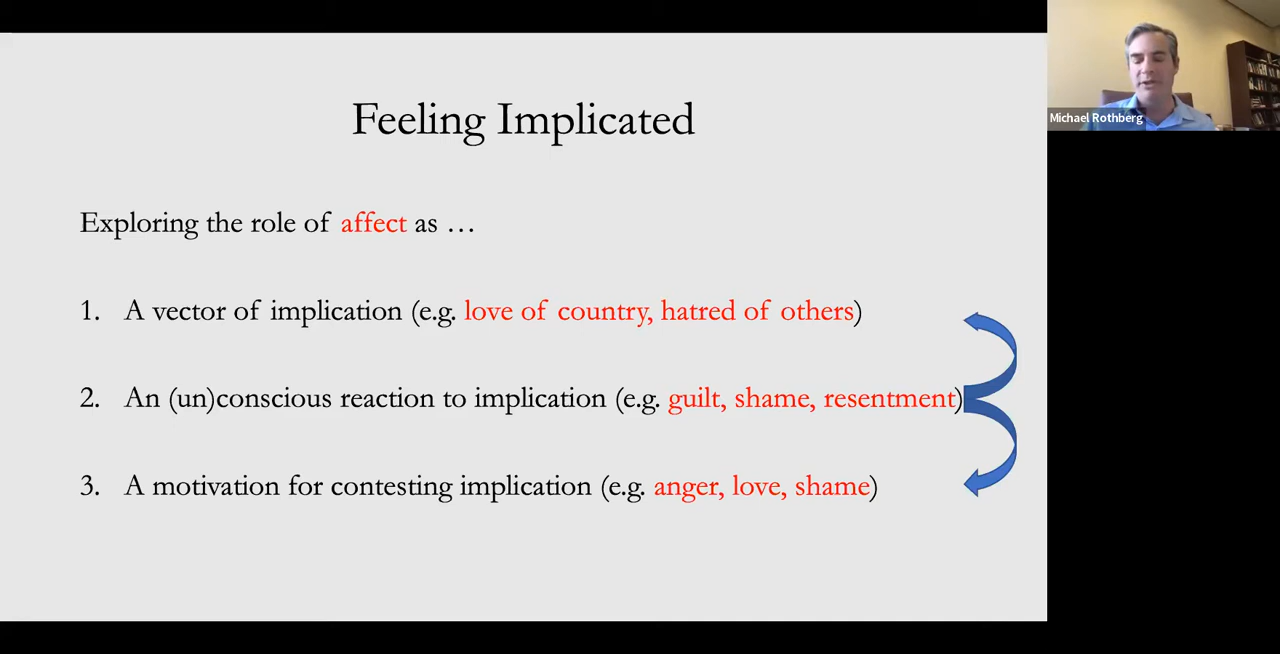 Feeling Implicated
Exploring the role of affect as …
1. A vector of implication (e.g. love of country, hatred of others)
2. An (un)conscious reaction to implication (e.g. guilt, shame, resentment)
3. A motivation for contesting implication (e.g. anger, love, shame)
Michael Rothberg